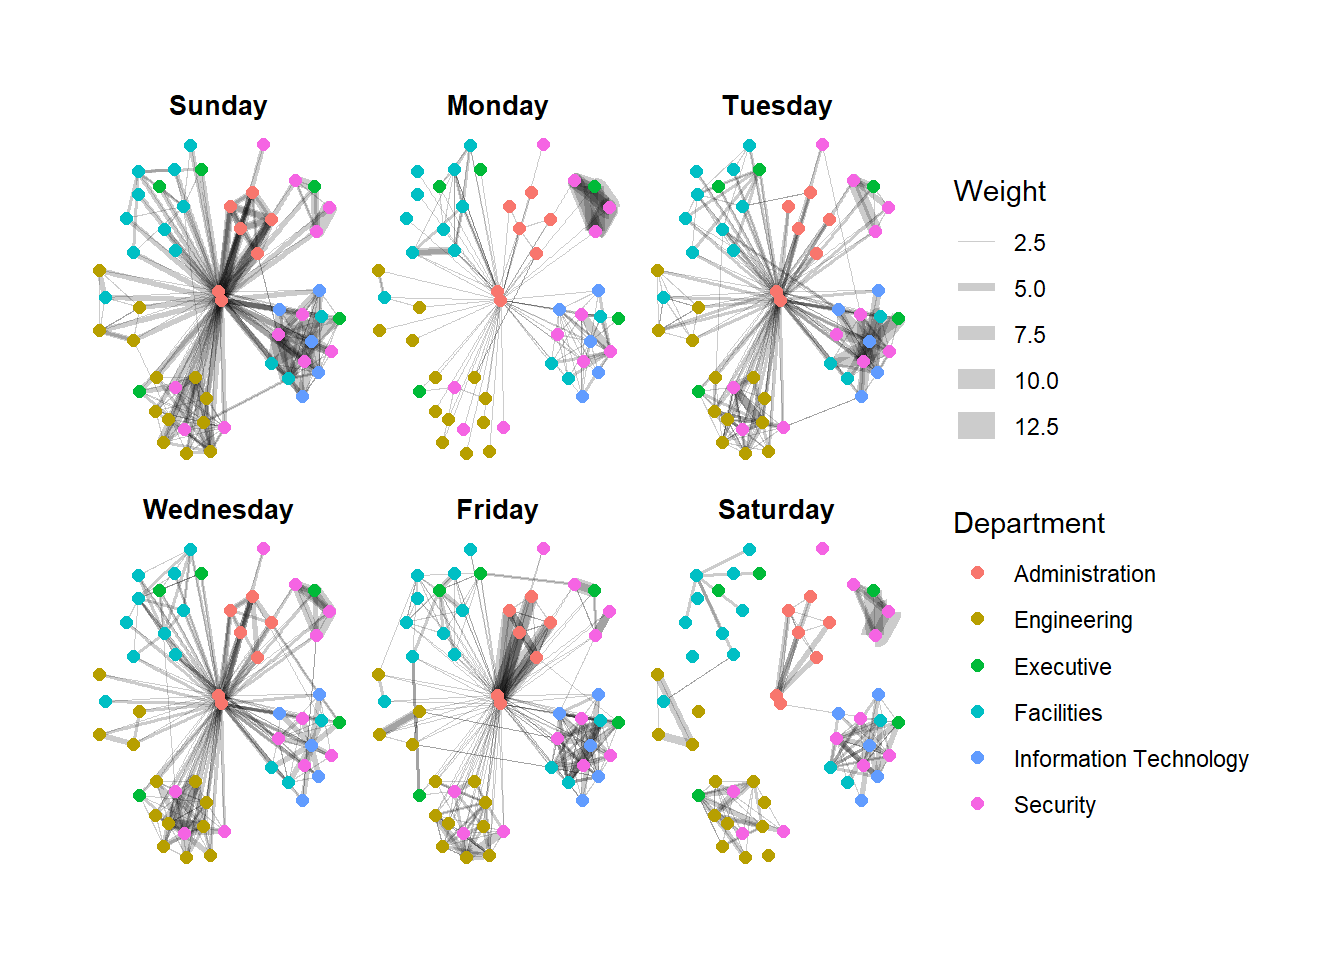 Sunday
Monday
Tuesday
Wednesday
Friday
Saturday
Weight
2.5
5.0
7.5
10.0
12.5
Department
Administration
Engineering
Executive
Facilities
Information Technology
Security